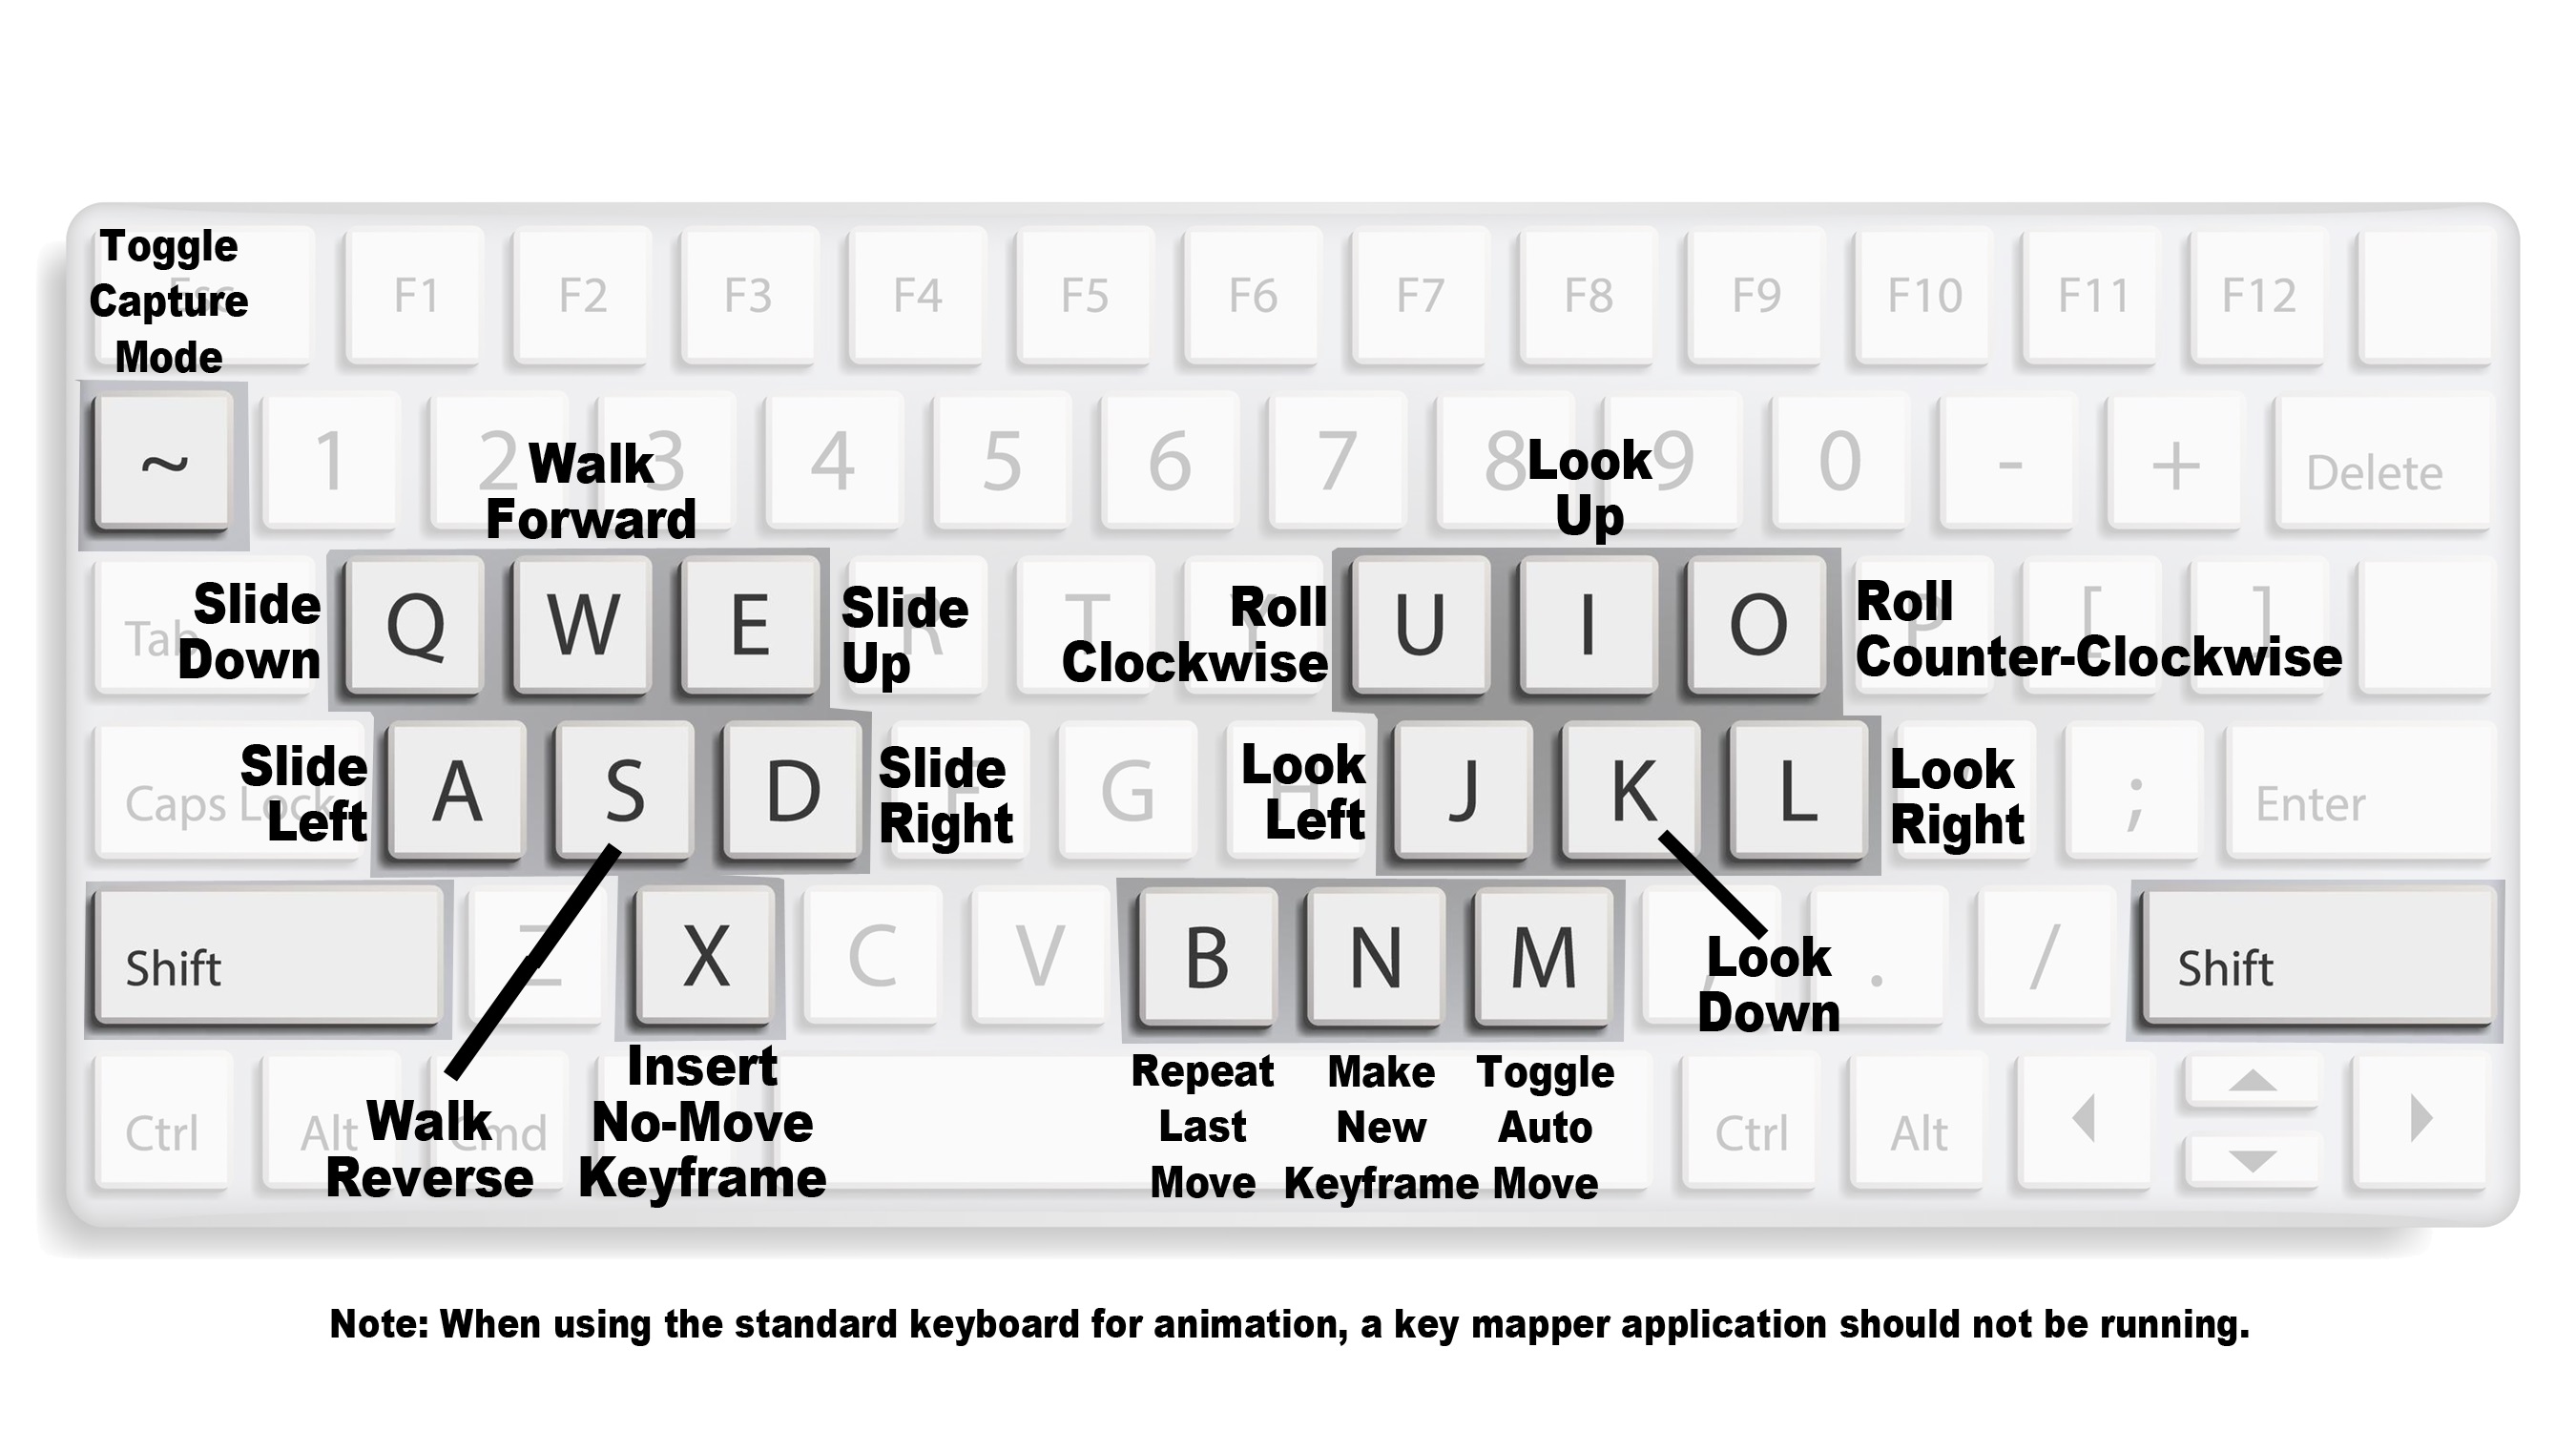 Toggle
Capture
Mode
Esc F1 F2 F3 F4 F5 F6 F7 F8 F9 F10 F11 F12
~ 1 2 3 4 5 6 7 8 9 0 - + Delete
Walk
Forward
Look
Up
Tab
Slide
Down
Q W E
Slide
Up
R T Y
Roll
Clockwise
U I O
Roll
Counter-Clockwise
P [ ]
Caps Lock
Slide
Left
A S D
Slide
Right
F G H
Look
Left
J K L
Look
Right
; Enter
Shift Z X C V B N M , . / Shift
Look
Down
Ctrl Alt Cmd
Walk
Reverse
Insert
No-Move
Keyframe
Repeat
Last
Move
Make
New
Keyframe
Toggle
Auto
Move
Ctrl Alt
Note: When using the standard keyboard for animation, a key mapper application should not be running.